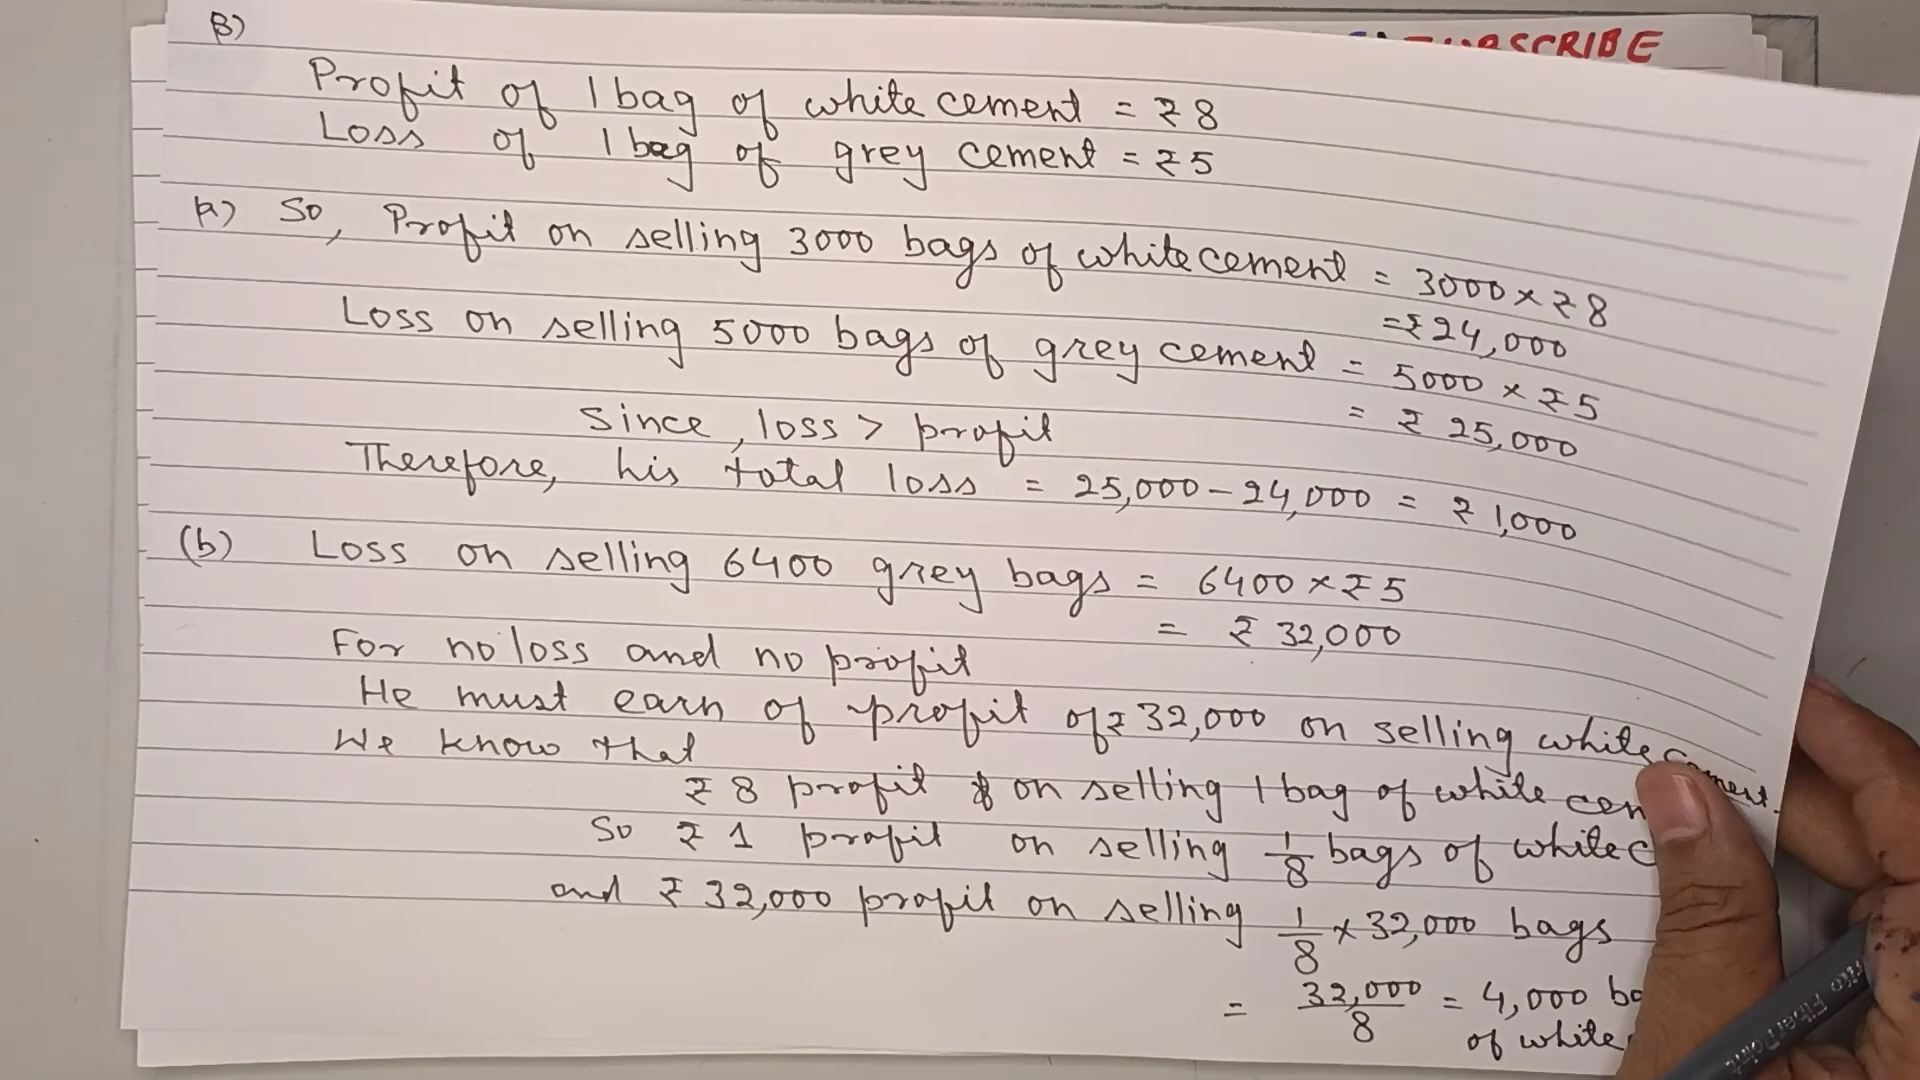 SUBSCRIBE
3)
Profit of 1 bag of white cement = ₹8
Loss of 1 bag of grey cement = ₹5
a) So, Profit on selling 3000 bags of white cement = 3000 × ₹8
= ₹24,000
Loss on selling 5000 bags of grey cement = 5000 × ₹5
= ₹ 25,000
Since, loss > profit
Therefore, his total loss = 25,000 - 24,000 = ₹ 1,000
(b) Loss on selling 6400 grey bags = 6400 × ₹5
= ₹ 32,000
For no loss and no profit
He must earn of profit of ₹32,000 on selling white cement.
We know that
₹ 8 profit on selling 1 bag of white cem
So ₹ 1 profit on selling 1/8 bags of white c
and ₹ 32,000 profit on selling 1/8 × 32,000 bags
= 32,000/8 = 4,000 ba
of white